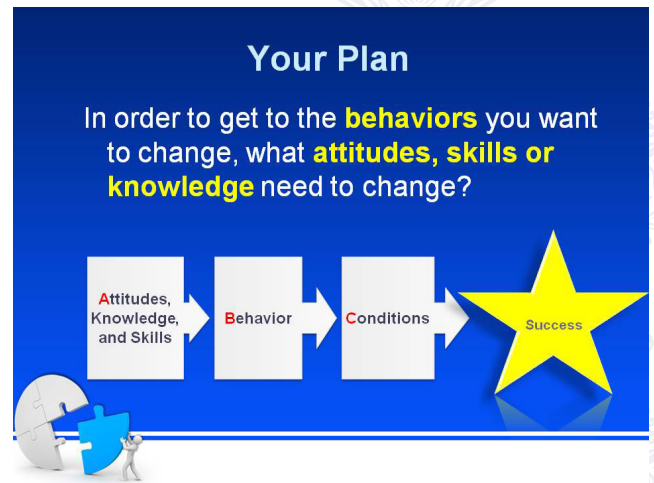 Your Plan
In order to get to the behaviors you want
to change, what attitudes, skills or
knowledge need to change?
Attitudes,
Knowledge,
and Skills
Behavior
Conditions
Success